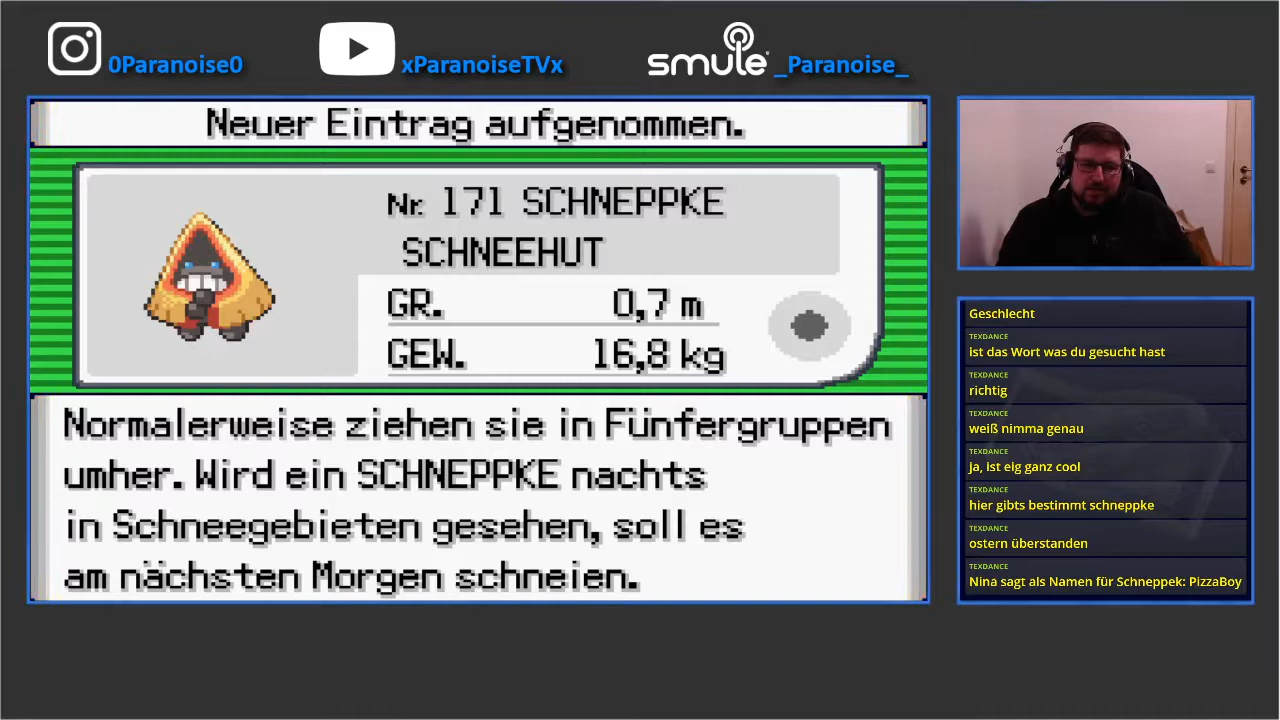 0Paranoise0
xParanoiseTVx
smule
_Paranoise_
Neuer Eintrag aufgenommen.
Nr. 171 SCHNEPPKE
SCHNEEHUT
GR. 0,7 m
GEW. 16,8 kg
Normalerweise ziehen sie in Fünfergruppen
umher. Wird ein SCHNEPPKE nachts
in Schneegebieten gesehen, soll es
am nächsten Morgen schneien.
Geschlecht
TEXDANCE
ist das Wort was du gesucht hast
TEXDANCE
richtig
TEXDANCE
weiß nimma genau
TEXDANCE
ja, ist eig ganz cool
TEXDANCE
hier gibts bestimmt schneppke
TEXDANCE
ostern überstanden
TEXDANCE
Nina sagt als Namen für Schneppek: PizzaBoy